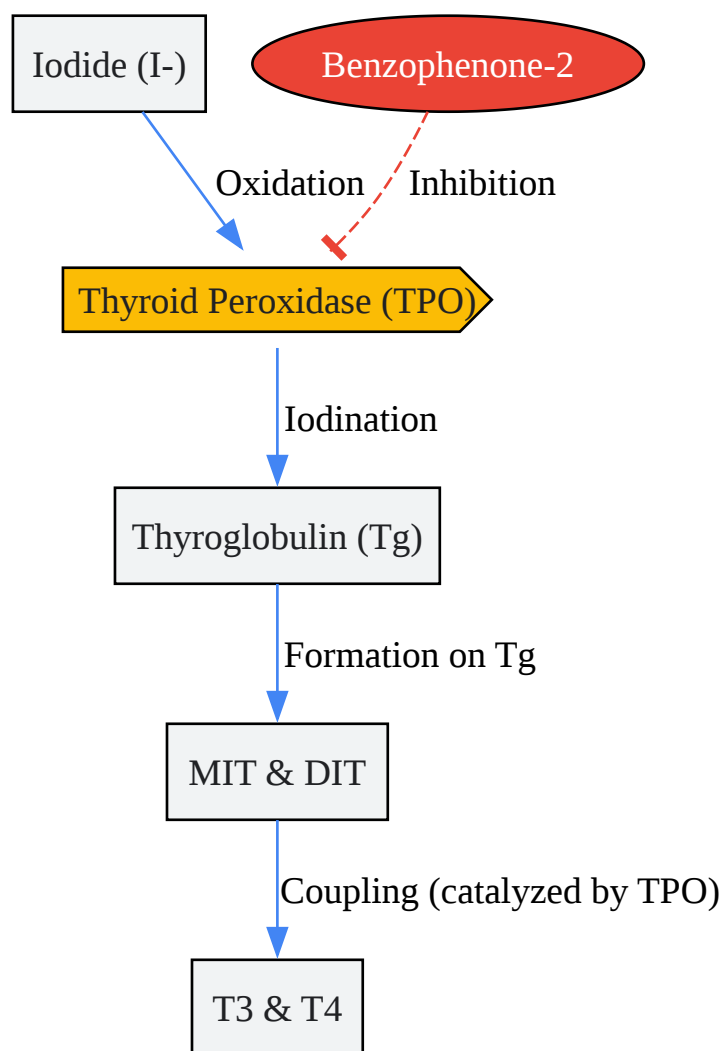 Iodide (I-)
Benzophenone-2
Oxidation
Inhibition
Thyroid Peroxidase (TPO)
Iodination
Thyroglobulin (Tg)
Formation on Tg
MIT & DIT
Coupling (catalyzed by TPO)
T3 & T4